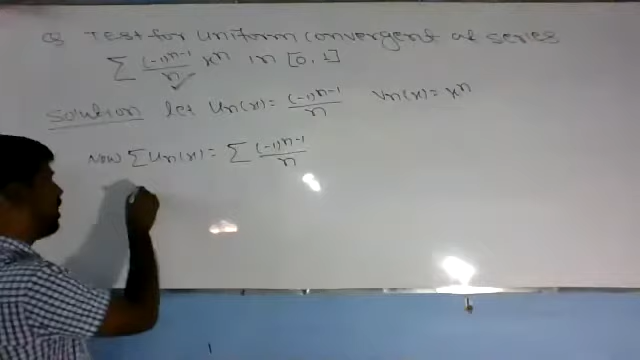 Q Test for uniform convergent of series
∑ (-1)^{n-1}/n x^n in [0, 1]
Solution let Un(x) = (-1)^{n-1}/n Vn(x) = x^n
Now ∑Un(x) = ∑ (-1)^{n-1}/n